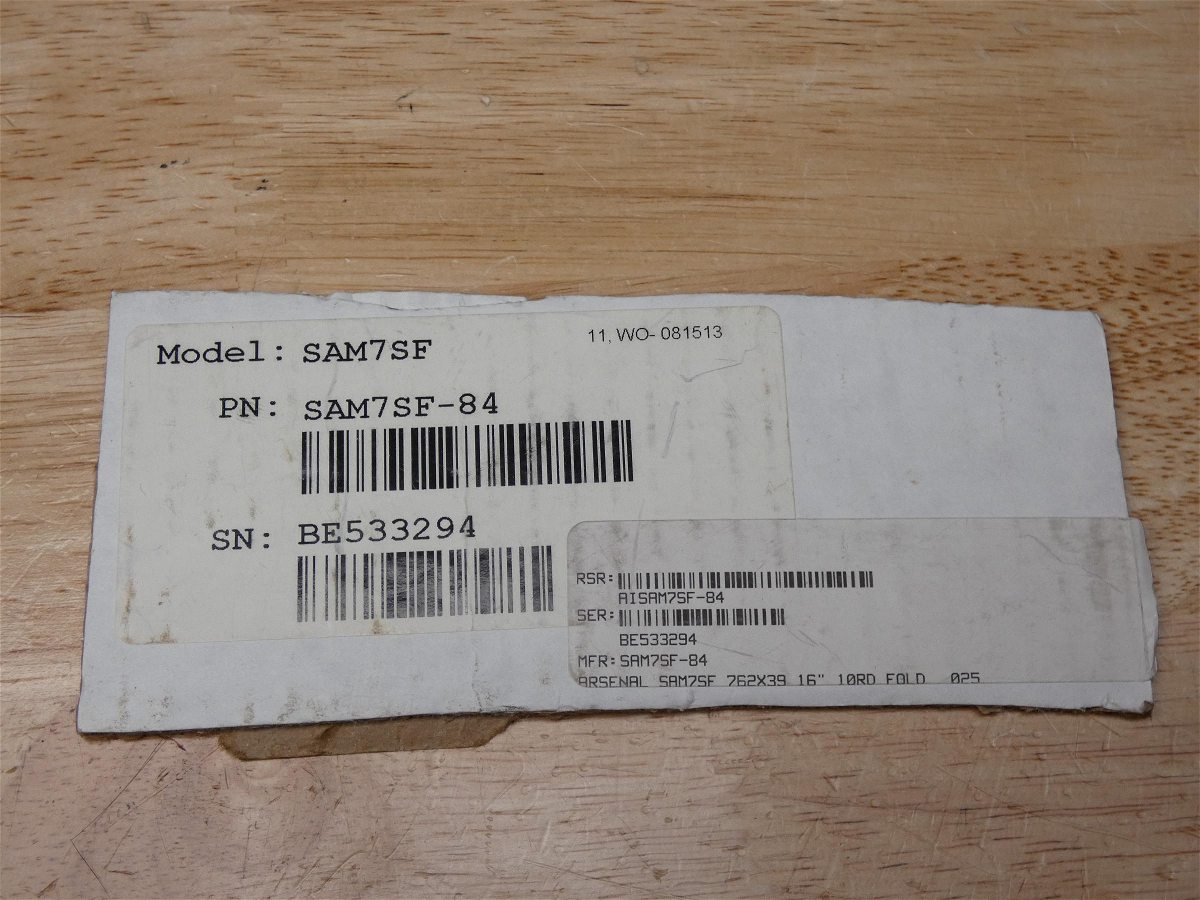 Model: SAM7SF
11, WO- 081513
PN: SAM7SF-84
SN: BE533294
RSR:
AISAM7SF-84
SER:
BE533294
MFR: SAM7SF-84
ARSENAL SAM7SF 762X39 16" 10RD FOLD 025